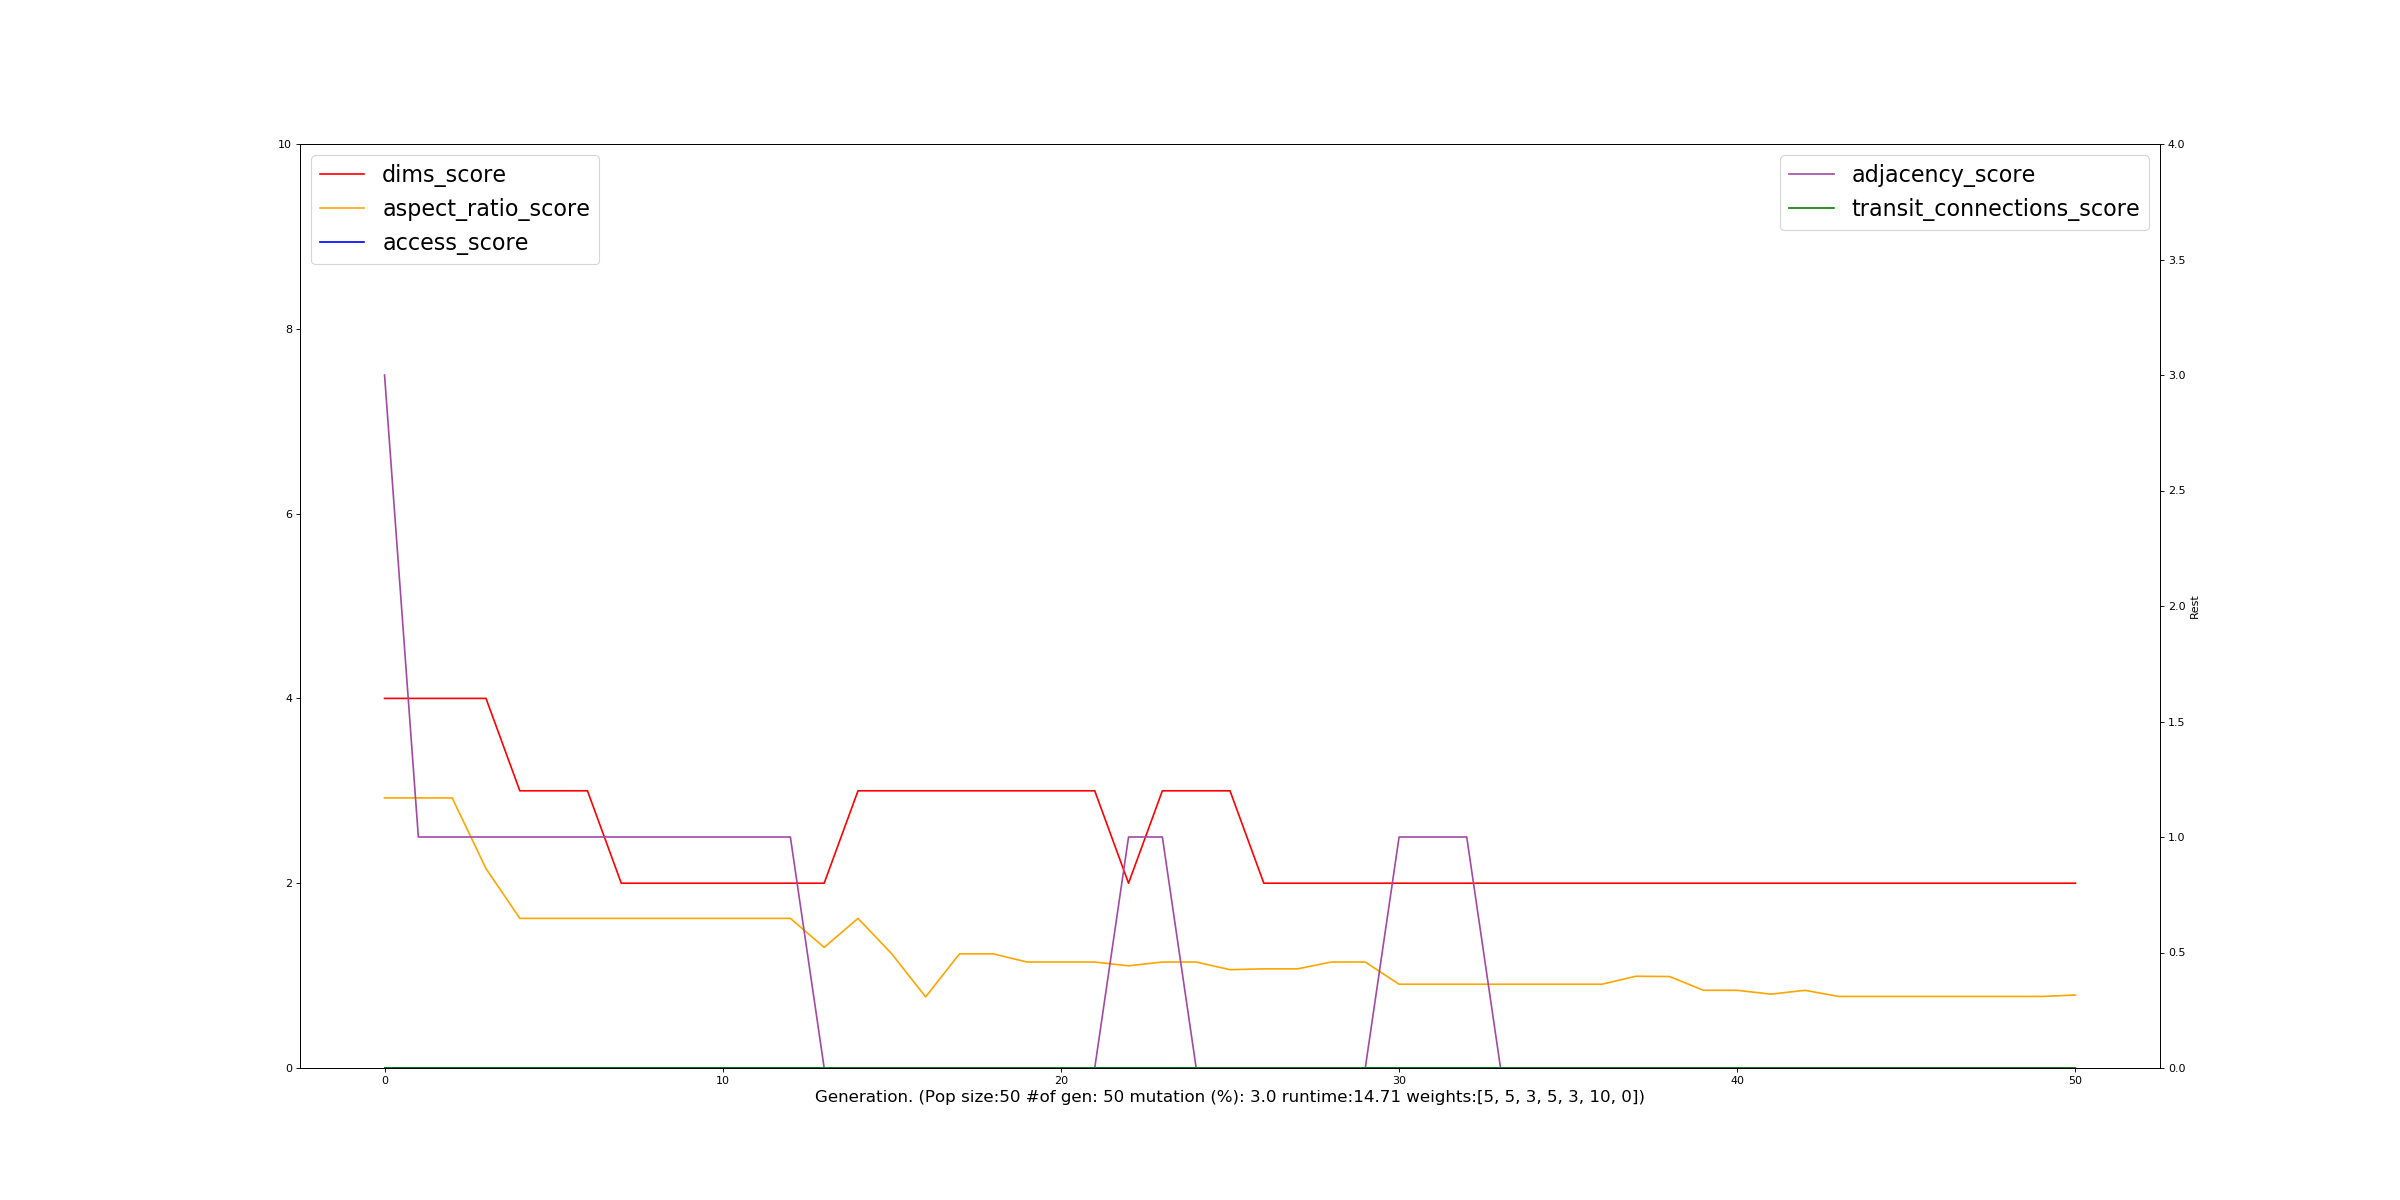 dims_score
aspect_ratio_score
access_score
adjacency_score
transit_connections_score
10
8
6
4
2
0
4.0
3.5
3.0
2.5
2.0
1.5
1.0
0.5
0.0
Rest
0 10 20 30 40 50
Generation. (Pop size:50 #of gen: 50 mutation (%): 3.0 runtime:14.71 weights:[5, 5, 3, 5, 3, 10, 0])